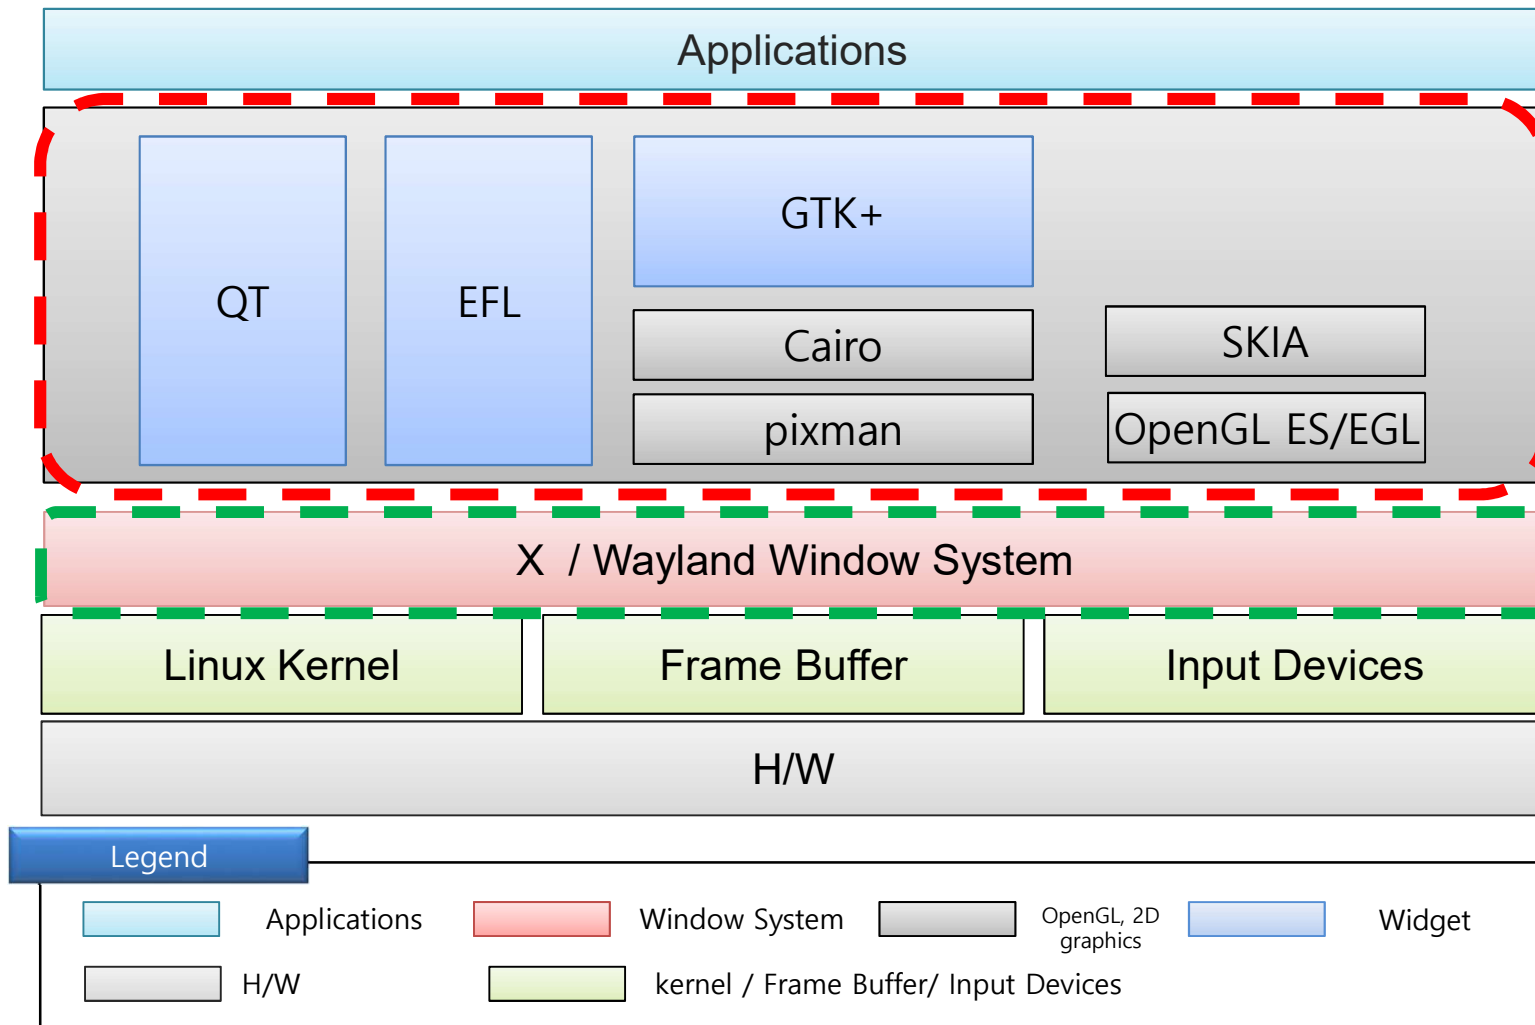 Applications
GTK+
QT
EFL
Cairo
SKIA
pixman
OpenGL ES/EGL
X / Wayland Window System
Linux Kernel
Frame Buffer
Input Devices
H/W
Legend
Applications
Window System
OpenGL, 2D
graphics
Widget
H/W
kernel / Frame Buffer/ Input Devices